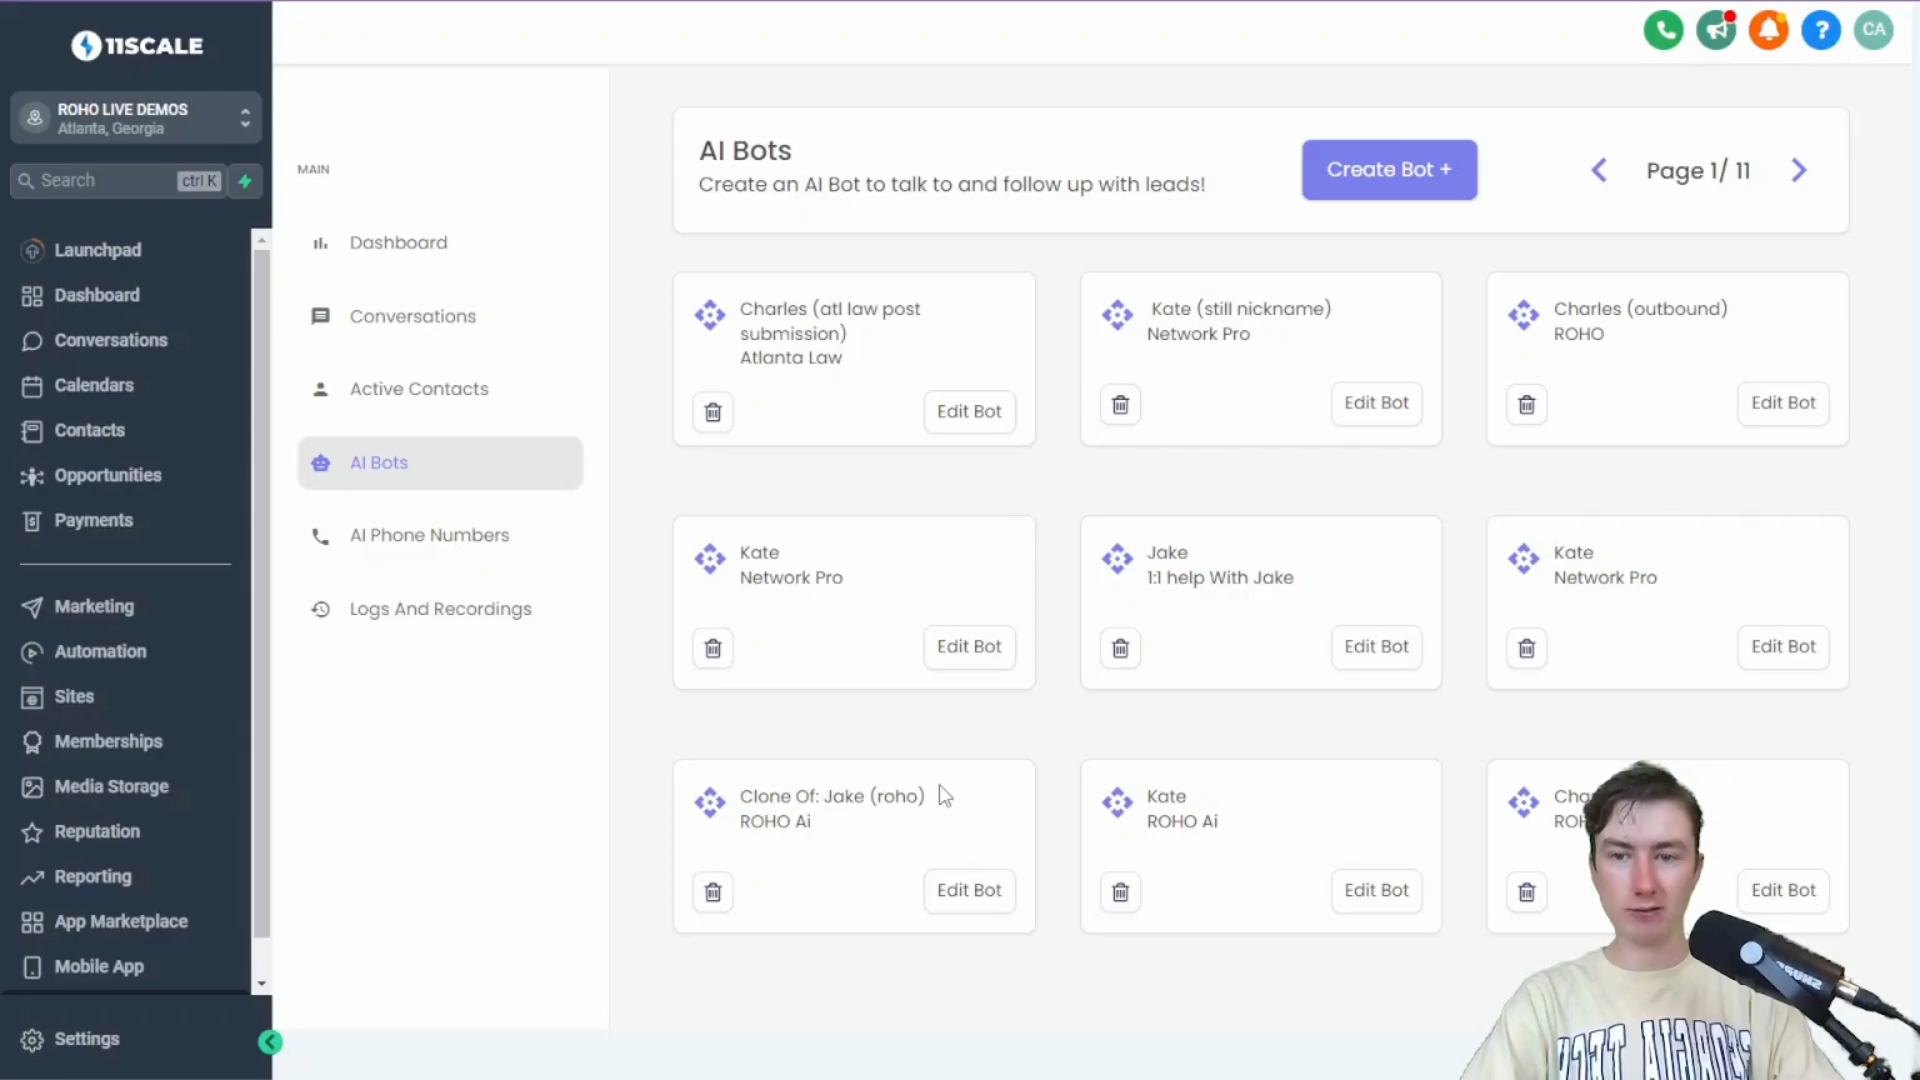 11SCALE
ROHO LIVE DEMOS
Atlanta, Georgia
Search
ctrl K
Launchpad
Dashboard
Conversations
Calendars
Contacts
Opportunities
Payments
Marketing
Automation
Sites
Memberships
Media Storage
Reputation
Reporting
App Marketplace
Mobile App
Settings
MAIN
Dashboard
Conversations
Active Contacts
AI Bots
AI Phone Numbers
Logs And Recordings
?
CA
AI Bots
Create an AI Bot to talk to and follow up with leads!
Create Bot +
Page 1/ 11
Charles (atl law post
submission)
Atlanta Law
Edit Bot
Kate (still nickname)
Network Pro
Edit Bot
Charles (outbound)
ROHO
Edit Bot
Kate
Network Pro
Edit Bot
Jake
1:1 help With Jake
Edit Bot
Kate
Network Pro
Edit Bot
Clone Of: Jake (roho)
ROHO Ai
Edit Bot
Kate
ROHO Ai
Edit Bot
Edit Bot
SHURE